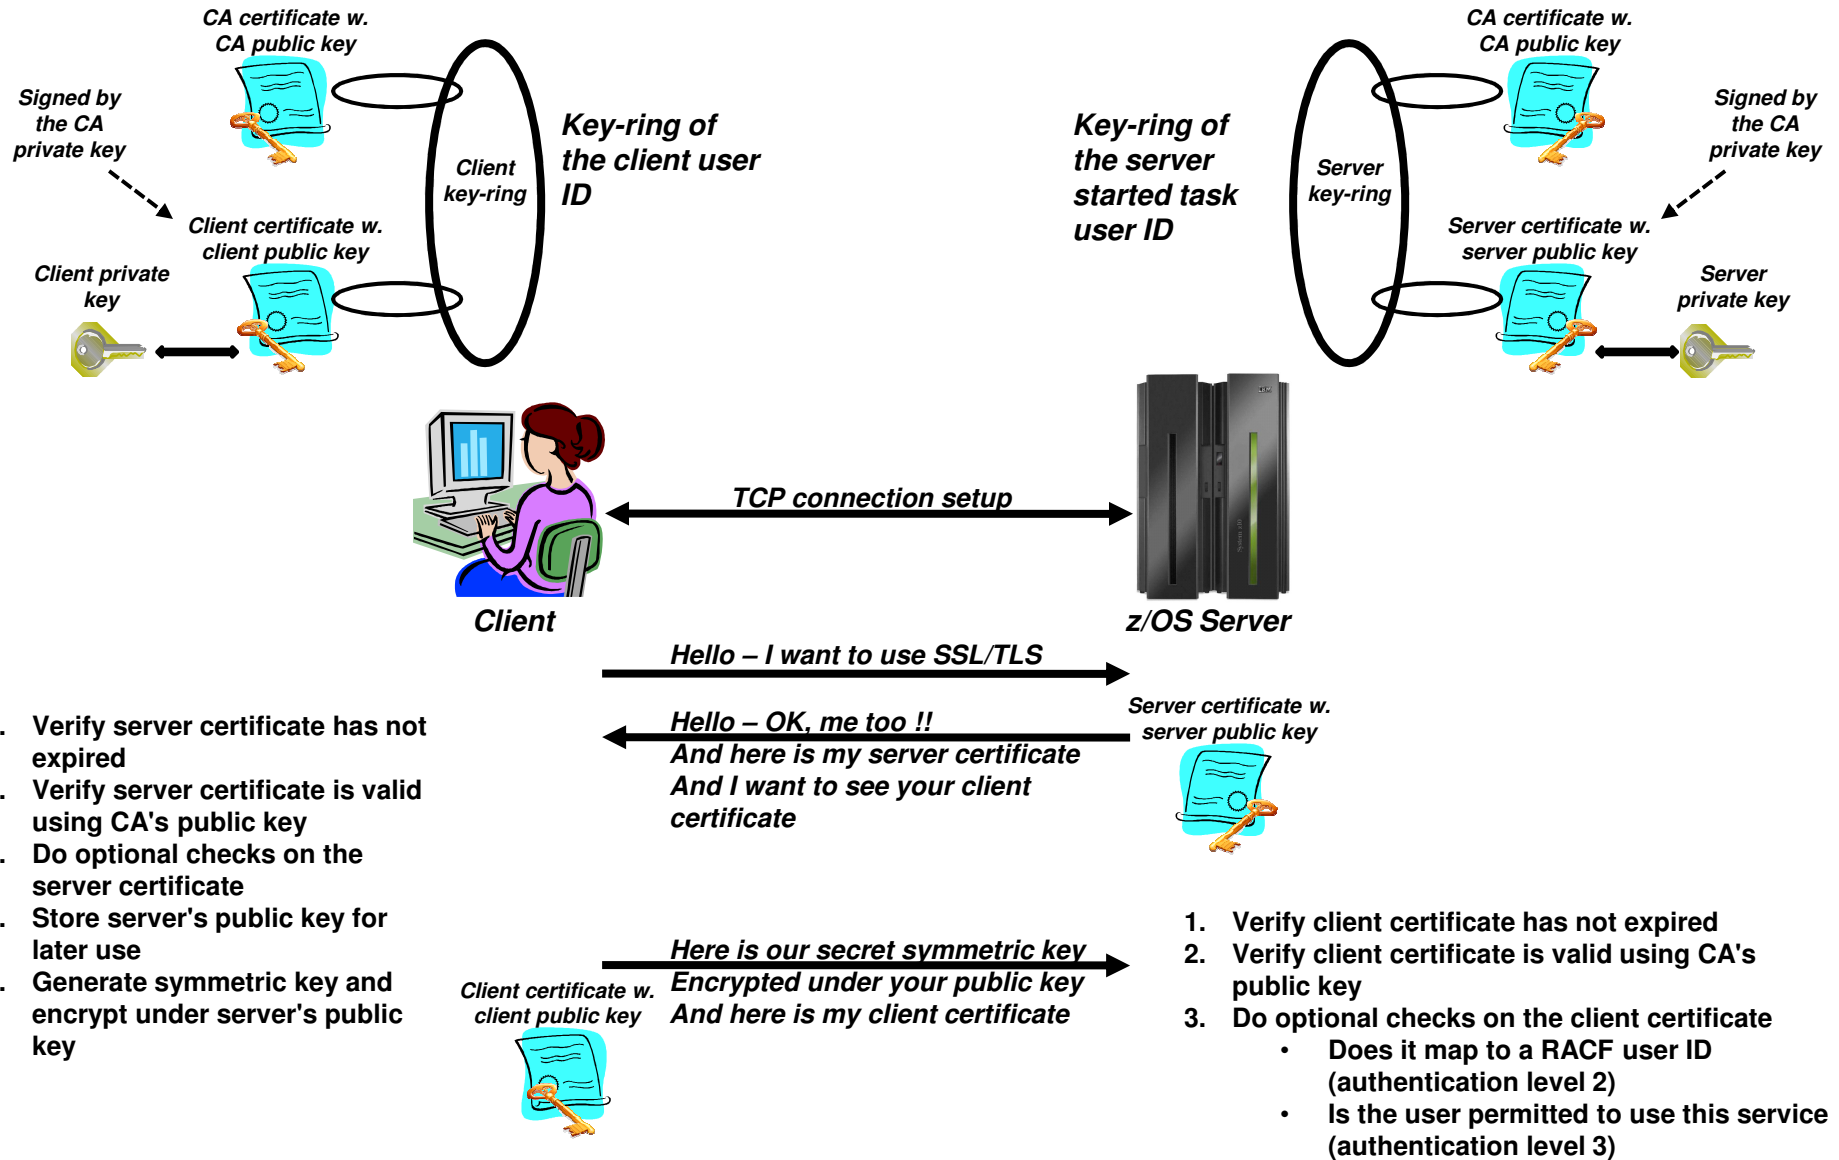 CA certificate w.
CA public key
Signed by
the CA
private key
Client certificate w.
client public key
Client private
key
Client
key-ring
Key-ring of
the client user
ID
Key-ring of
the server
started task
user ID
Server
key-ring
CA certificate w.
CA public key
Signed by
the CA
private key
Server certificate w.
server public key
Server
private key
TCP connection setup
Client
z/OS Server
Hello – I want to use SSL/TLS
Hello – OK, me too !!
And here is my server certificate
And I want to see your client
certificate
Server certificate w.
server public key
. Verify server certificate has not
expired
. Verify server certificate is valid
using CA's public key
. Do optional checks on the
server certificate
. Store server's public key for
later use
. Generate symmetric key and
encrypt under server's public
key
Here is our secret symmetric key
Encrypted under your public key
And here is my client certificate
Client certificate w.
client public key
1. Verify client certificate has not expired
2. Verify client certificate is valid using CA's
public key
3. Do optional checks on the client certificate
• Does it map to a RACF user ID
(authentication level 2)
• Is the user permitted to use this service
(authentication level 3)